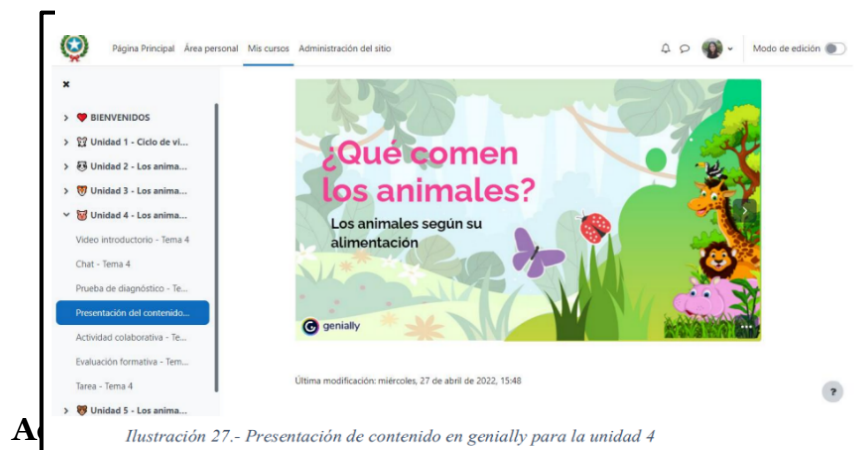 Página Principal Área personal Mis cursos Administración del sitio
Modo de edición
BIENVENIDOS
Unidad 1 - Ciclo de vi...
Unidad 2 - Los anima...
Unidad 3 - Los anima...
Unidad 4 - Los anima...
Video introductorio - Tema 4
Chat - Tema 4
Prueba de diagnóstico - Te...
Presentación del contenido...
Actividad colaborativa - Te...
Evaluación formativa - Tem...
Tarea - Tema 4
Unidad 5 - Los anima...
¿Qué comen
los animales?
Los animales según su
alimentación
genially
Última modificación: miércoles, 27 de abril de 2022, 15:48
?
Ilustración 27.- Presentación de contenido en genially para la unidad 4